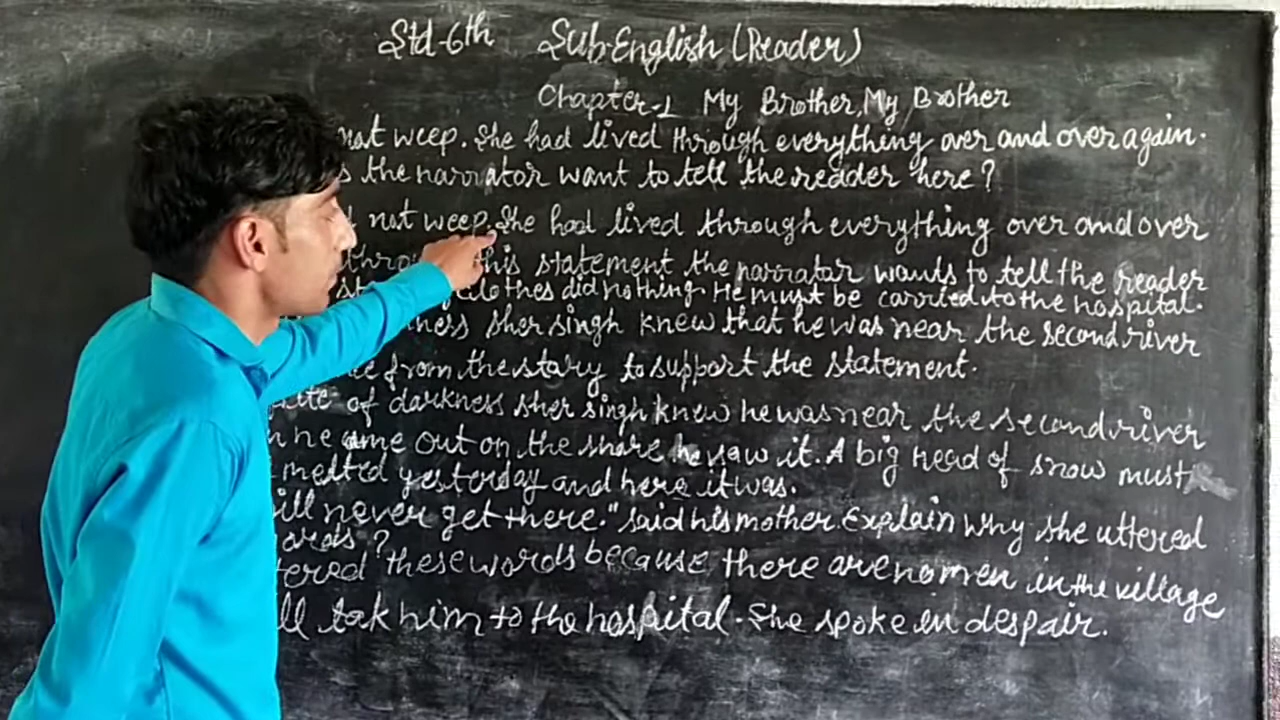 Std-6th Sub-English (Reader)
Chapter-1 My Brother, My Brother
not weep. She had lived through everything over and over again.
the narrator want to tell the reader here?
not weep. She had lived through everything over and over
this statement the narrator wants to tell the reader
clothes did nothing. He must be carried to the hospital.
sher singh knew that he was near the second river
from the story to support the statement.
of darkness sher singh knew he was near the second river
he ame out on the shore he saw it. A big head of snow must
melted yesterday and here it was.
ill never get there." said his mother. Explain why she uttered
ords?
tered these words because there are no men in the village
ll tak him to the hospital. She spoke in despair.